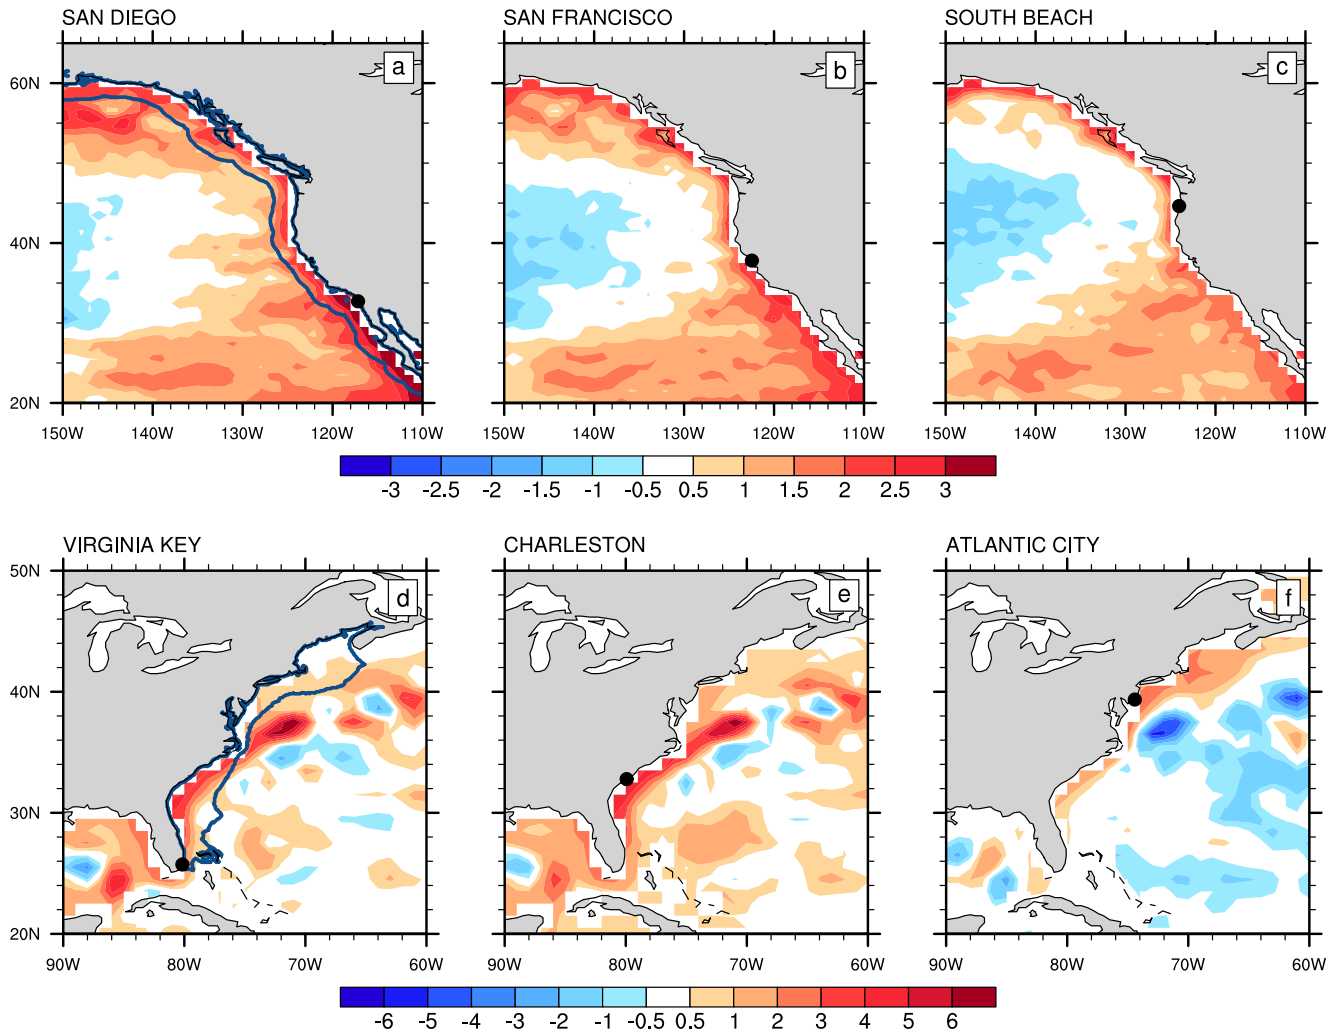 SAN DIEGO SAN FRANCISCO SOUTH BEACH
a b c
60N
40N
20N
150W 140W 130W 120W 110W 150W 140W 130W 120W 110W 150W 140W 130W 120W 110W
-3 -2.5 -2 -1.5 -1 -0.5 0.5 1 1.5 2 2.5 3
VIRGINIA KEY CHARLESTON ATLANTIC CITY
50N
d e f
40N
30N
20N
90W 80W 70W 60W 90W 80W 70W 60W 90W 80W 70W 60W
-6 -5 -4 -3 -2 -1 -0.5 0.5 1 2 3 4 5 6